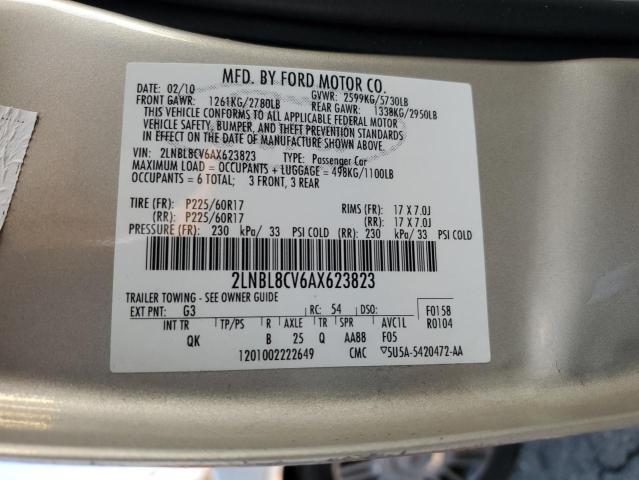 MFD. BY FORD MOTOR CO.
DATE: 02/10 GVWR: 2599KG/5730LB
FRONT GAWR: 1261KG/2780LB REAR GAWR: 1338KG/2950LB
THIS VEHICLE CONFORMS TO ALL APPLICABLE FEDERAL MOTOR
VEHICLE SAFETY, BUMPER, AND THEFT PREVENTION STANDARDS
IN EFFECT ON THE DATE OF MANUFACTURE SHOWN ABOVE.
VIN: 2LNBL8CV6AX623823 TYPE: Passenger Car
MAXIMUM LOAD = OCCUPANTS + LUGGAGE = 498KG/1100LB
OCCUPANTS = 6 TOTAL; 3 FRONT, 3 REAR
TIRE (FR): P225/60R17 RIMS (FR): 17 X 7.0J
(RR): P225/60R17 (RR): 17 X 7.0J
PRESSURE (FR): 230 kPa/ 33 PSI COLD (RR): 230 kPa/ 33 PSI COLD
2LNBL8CV6AX623823
TRAILER TOWING - SEE OWNER GUIDE
EXT PNT: G3 RC: 54 DSO: F0158
INT TR TP/PS R AXLE TR SPR AVC1L R0104
QK B 25 Q AA88 F05
1201002222649 CMC 5U5A-5420472-AA